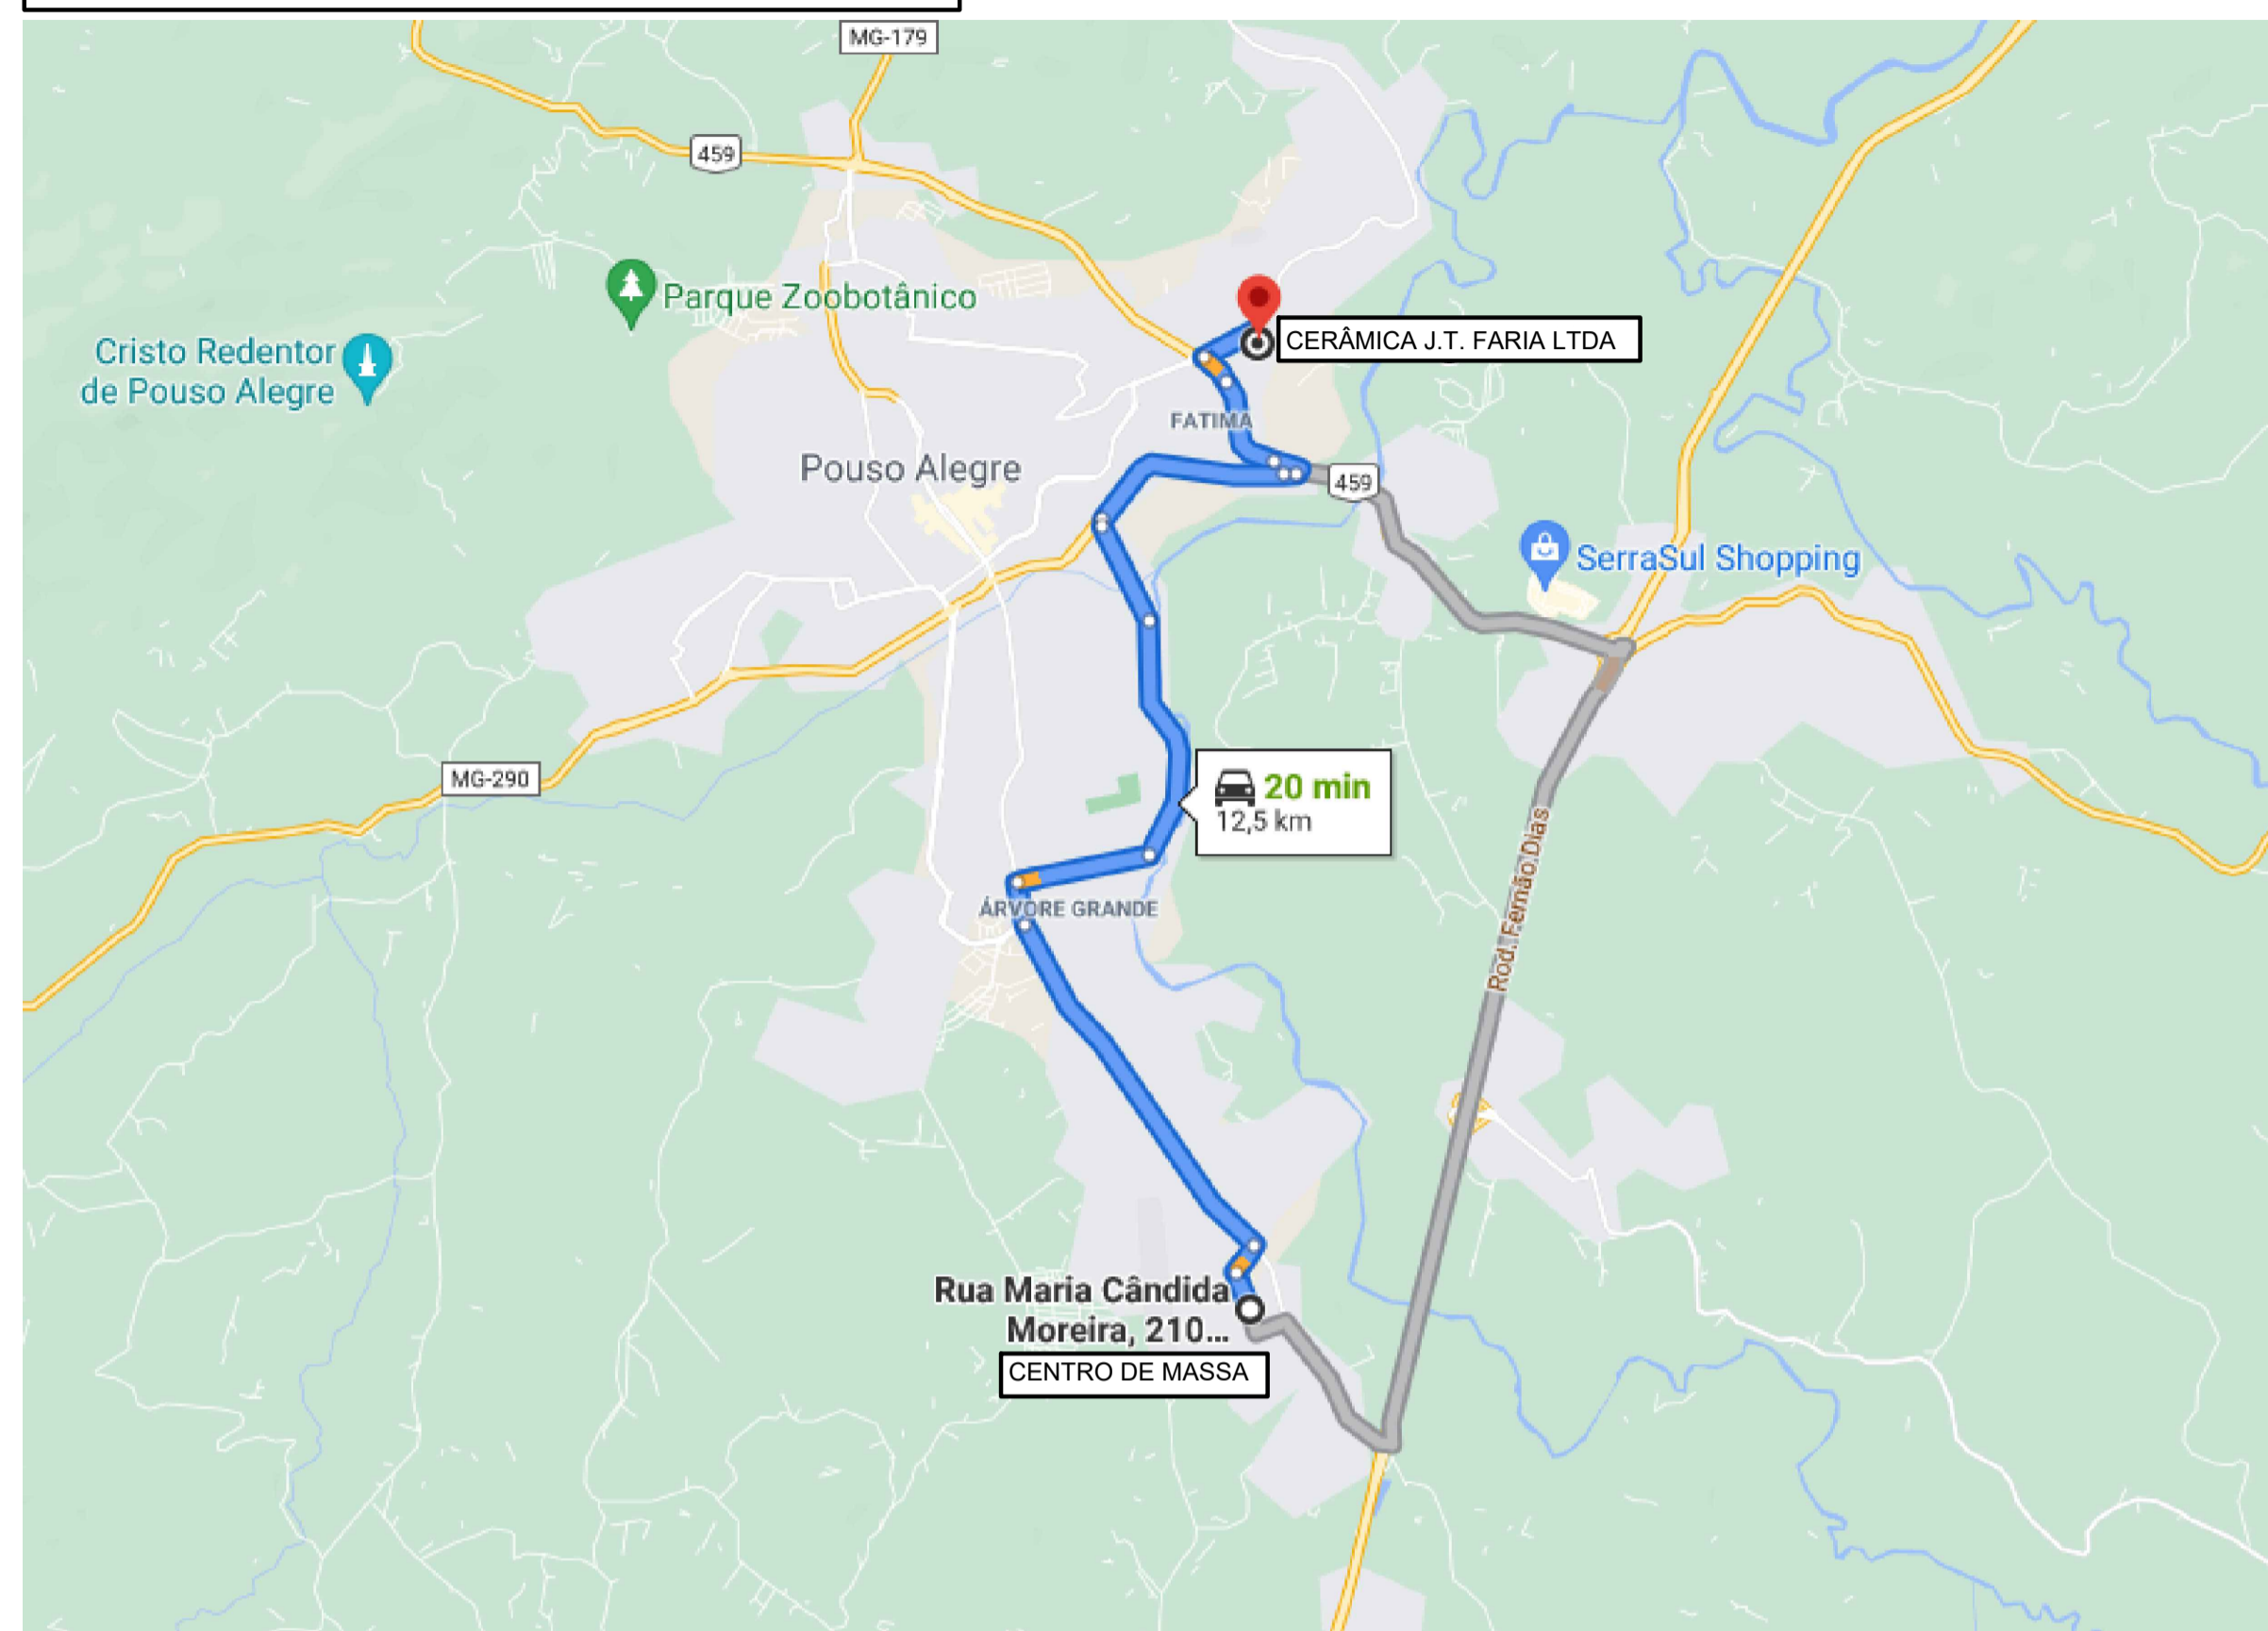 MG-179
459
Parque Zoobotânico
Cristo Redentor
de Pouso Alegre
CERÂMICA J.T. FARIA LTDA
FATIMA
Pouso Alegre
459
SerraSul Shopping
MG-290
20 min
12,5 km
Rod. Fernão Dias
ÁRVORE GRANDE
Rua Maria Cândida
Moreira, 210...
CENTRO DE MASSA